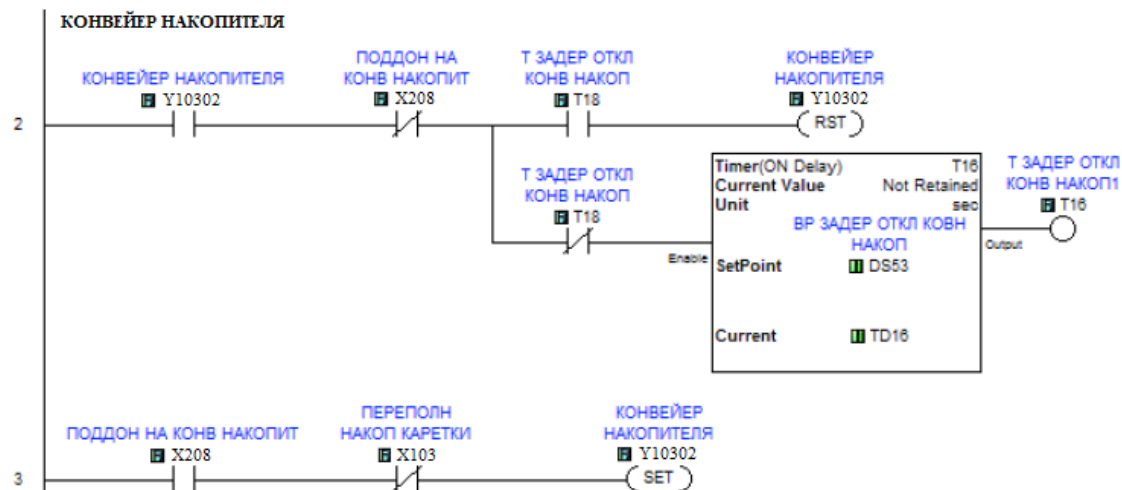 КОНВЕЙЕР НАКОПИТЕЛЯ
КОНВЕЙЕР НАКОПИТЕЛЯ
Y10302
ПОДДОН НА
КОНВ НАКОПИТ
X208
Т ЗАДЕР ОТКЛ
КОНВ НАКОП
T18
КОНВЕЙЕР
НАКОПИТЕЛЯ
Y10302
RST
2
Т ЗАДЕР ОТКЛ
КОНВ НАКОП
T18
Enable
Timer(ON Delay) T16
Current Value Not Retained
Unit sec
ВР ЗАДЕР ОТКЛ КОВН
НАКОП
SetPoint DS53
Current TD16
Output
Т ЗАДЕР ОТКЛ
КОНВ НАКОП1
T16
ПОДДОН НА КОНВ НАКОПИТ
X208
ПЕРЕПОЛН
НАКОП КАРЕТКИ
X103
КОНВЕЙЕР
НАКОПИТЕЛЯ
Y10302
SET
3